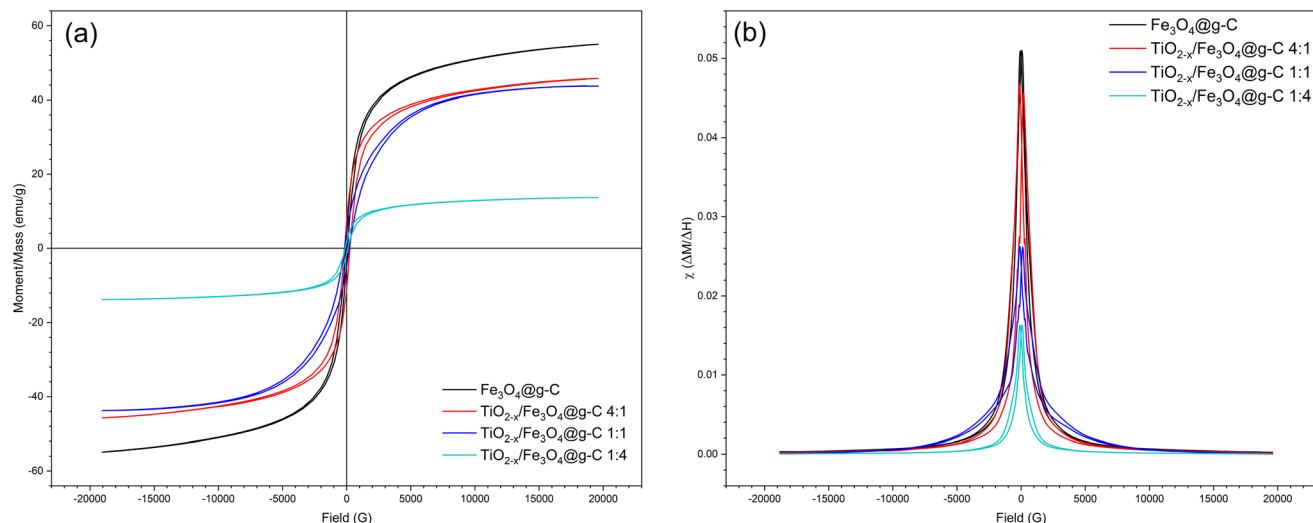 (a)
60
40
20
0
-20
-40
-60
Moment/Mass (emu/g)
-20000 -15000 -10000 -5000 0 5000 10000 15000 20000
Field (G)
Fe₃O₄@g-C
TiO₂₋ₓ/Fe₃O₄@g-C 4:1
TiO₂₋ₓ/Fe₃O₄@g-C 1:1
TiO₂₋ₓ/Fe₃O₄@g-C 1:4
(b)
Fe₃O₄@g-C
TiO₂₋ₓ/Fe₃O₄@g-C 4:1
TiO₂₋ₓ/Fe₃O₄@g-C 1:1
TiO₂₋ₓ/Fe₃O₄@g-C 1:4
0.05
0.04
0.03
0.02
0.01
0.00
χ (ΔM/ΔH)
-20000 -15000 -10000 -5000 0 5000 10000 15000 20000
Field (G)